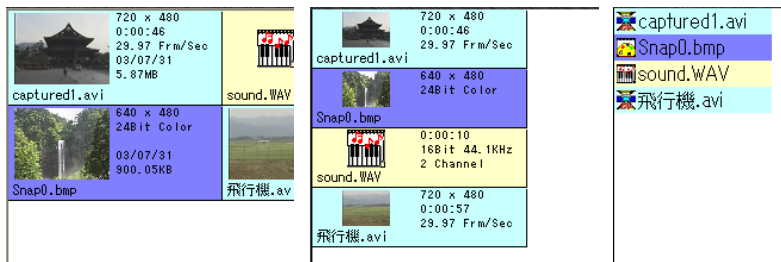 720 x 480
0:00:46
29.97 Frm/Sec
03/07/31
5.87MB
captured1.avi
sound.WAV
640 x 480
24Bit Color
03/07/31
900.05KB
Snap0.bmp
飛行機.av
720 x 480
0:00:46
29.97 Frm/Sec
captured1.avi
640 x 480
24Bit Color
Snap0.bmp
0:00:10
16Bit 44.1KHz
2 Channel
sound.WAV
720 x 480
0:00:57
29.97 Frm/Sec
飛行機.avi
captured1.avi
Snap0.bmp
sound.WAV
飛行機.avi